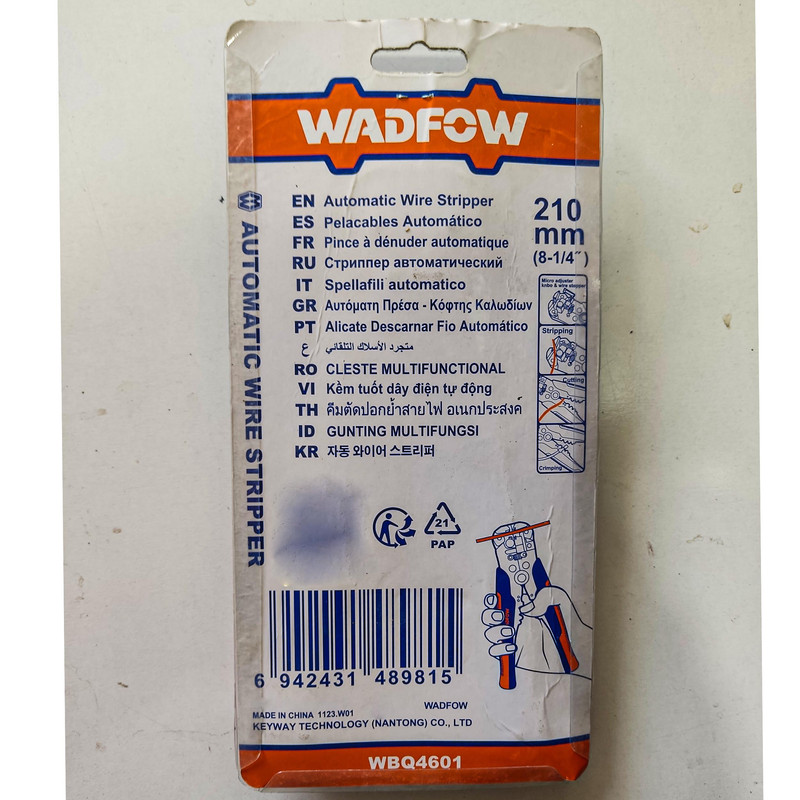 WADFOW
AUTOMATIC WIRE STRIPPER
EN Automatic Wire Stripper
ES Pelacables Automático
FR Pince à dénuder automatique
RU Стриппер автоматический
IT Spellafili automatico
GR Αυτόματη Πρέσα - Κόφτης Καλωδίων
PT Alicate Descarnar Fio Automático
ع متجرد الأسلاك التلقائي
RO CLESTE MULTIFUNCTIONAL
VI Kềm tuốt dây điện tự động
TH คีมตัดปอกย้ำสายไฟ อเนกประสงค์
ID GUNTING MULTIFUNGSI
KR 자동 와이어 스트리퍼
210
mm
(8-1/4″)
Micro adjuster
knbo & wire stopper
Stripping
Cutting
Crimping
21
PAP
6 942431 489815
WADFOW
MADE IN CHINA 1123.W01
KEYWAY TECHNOLOGY (NANTONG) CO., LTD
WBQ4601